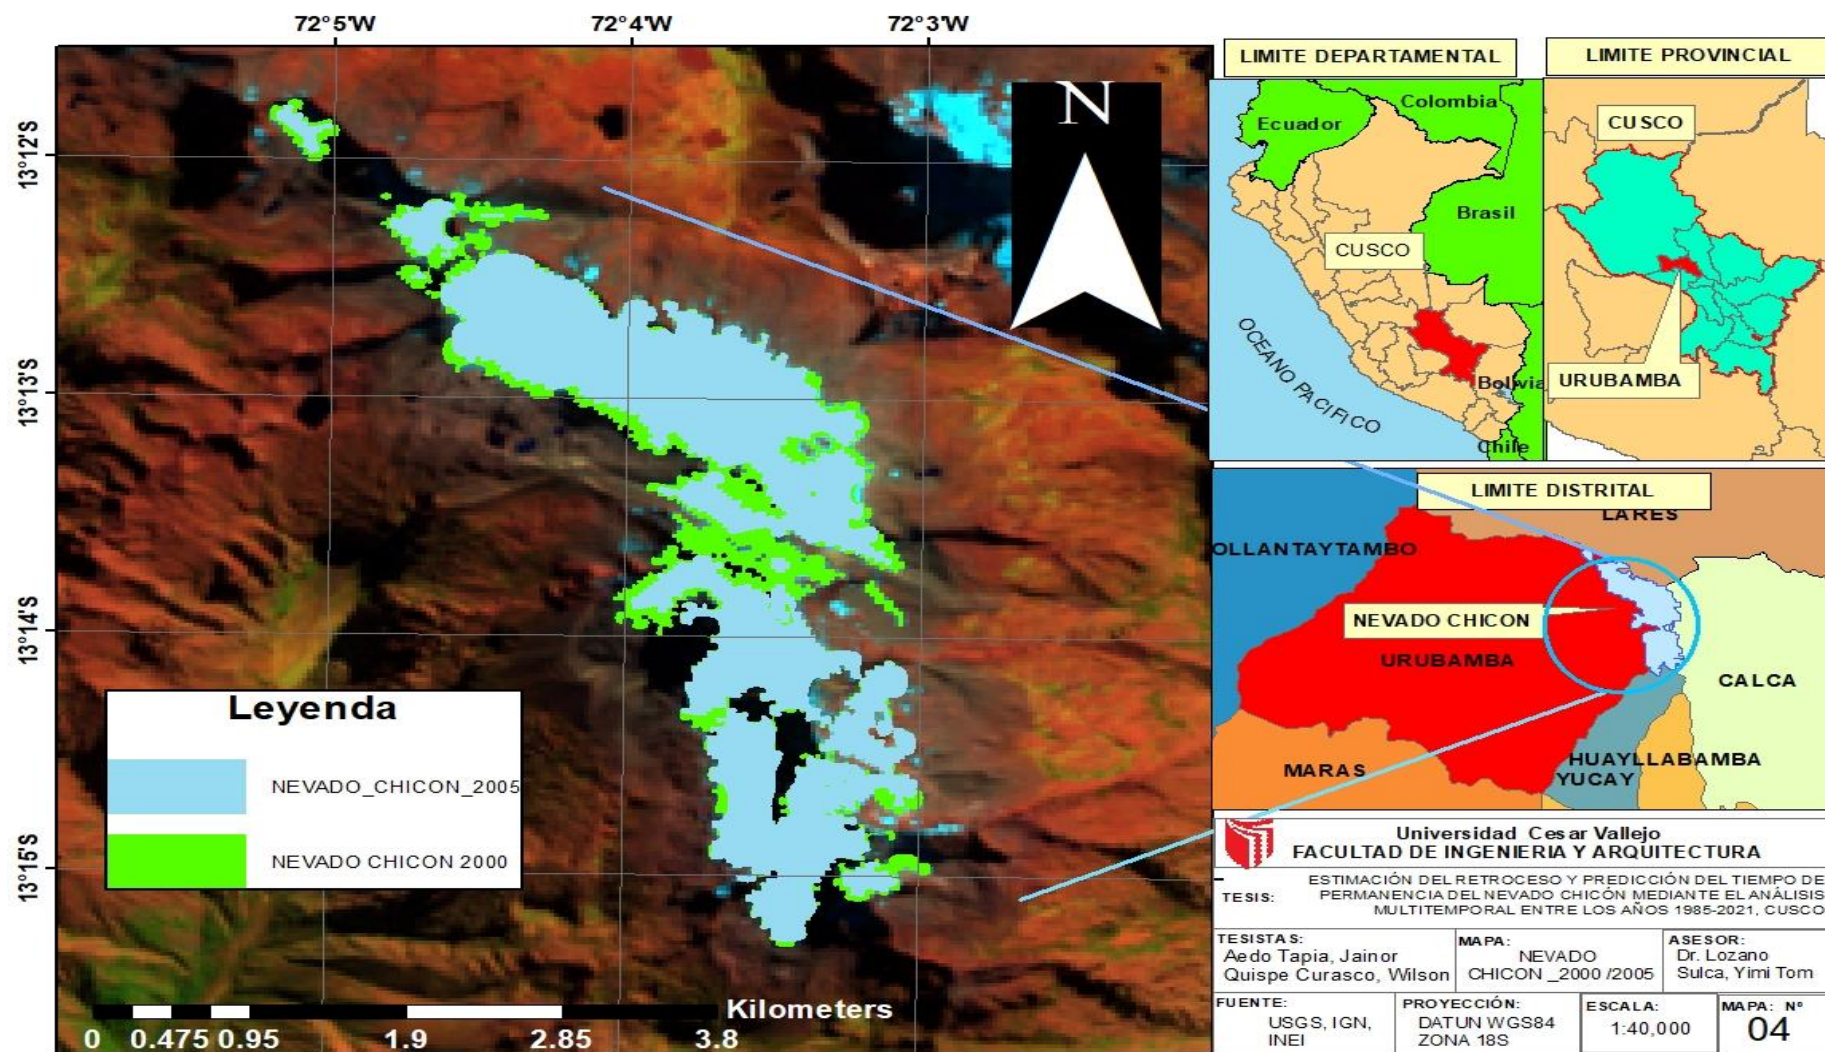 72°5'W
72°4'W
72°3'W
13°12'S
13°13'S
13°14'S
13°15'S
N
Leyenda
NEVADO_CHICON_2005
NEVADO CHICON 2000
Kilometers
0 0.475 0.95 1.9 2.85 3.8
LIMITE DEPARTAMENTAL
Colombia
Ecuador
Brasil
CUSCO
OCEANO PACIFICO
Bolivia
Chile
LIMITE PROVINCIAL
CUSCO
URUBAMBA
LIMITE DISTRITAL
LARES
OLLANTAYTAMBO
NEVADO CHICON
URUBAMBA
CALCA
MARAS
HUAYLLABAMBA
YUCAY
Universidad Cesar Vallejo
FACULTAD DE INGENIERIA Y ARQUITECTURA
TESIS:
ESTIMACIÓN DEL RETROCESO Y PREDICCIÓN DEL TIEMPO DE
PERMANENCIA DEL NEVADO CHICÓN MEDIANTE EL ANÁLISIS
MULTITEMPORAL ENTRE LOS AÑOS 1985-2021, CUSCO
TESISTAS:
Aedo Tapia, Jainor
Quispe Curasco, Wilson
MAPA:
NEVADO
CHICON _2000 /2005
ASESOR:
Dr. Lozano
Sulca, Yimi Tom
FUENTE:
USGS, IGN,
INEI
PROYECCIÓN:
DATUN WGS84
ZONA 18S
ESCALA:
1:40,000
MAPA: Nº
04